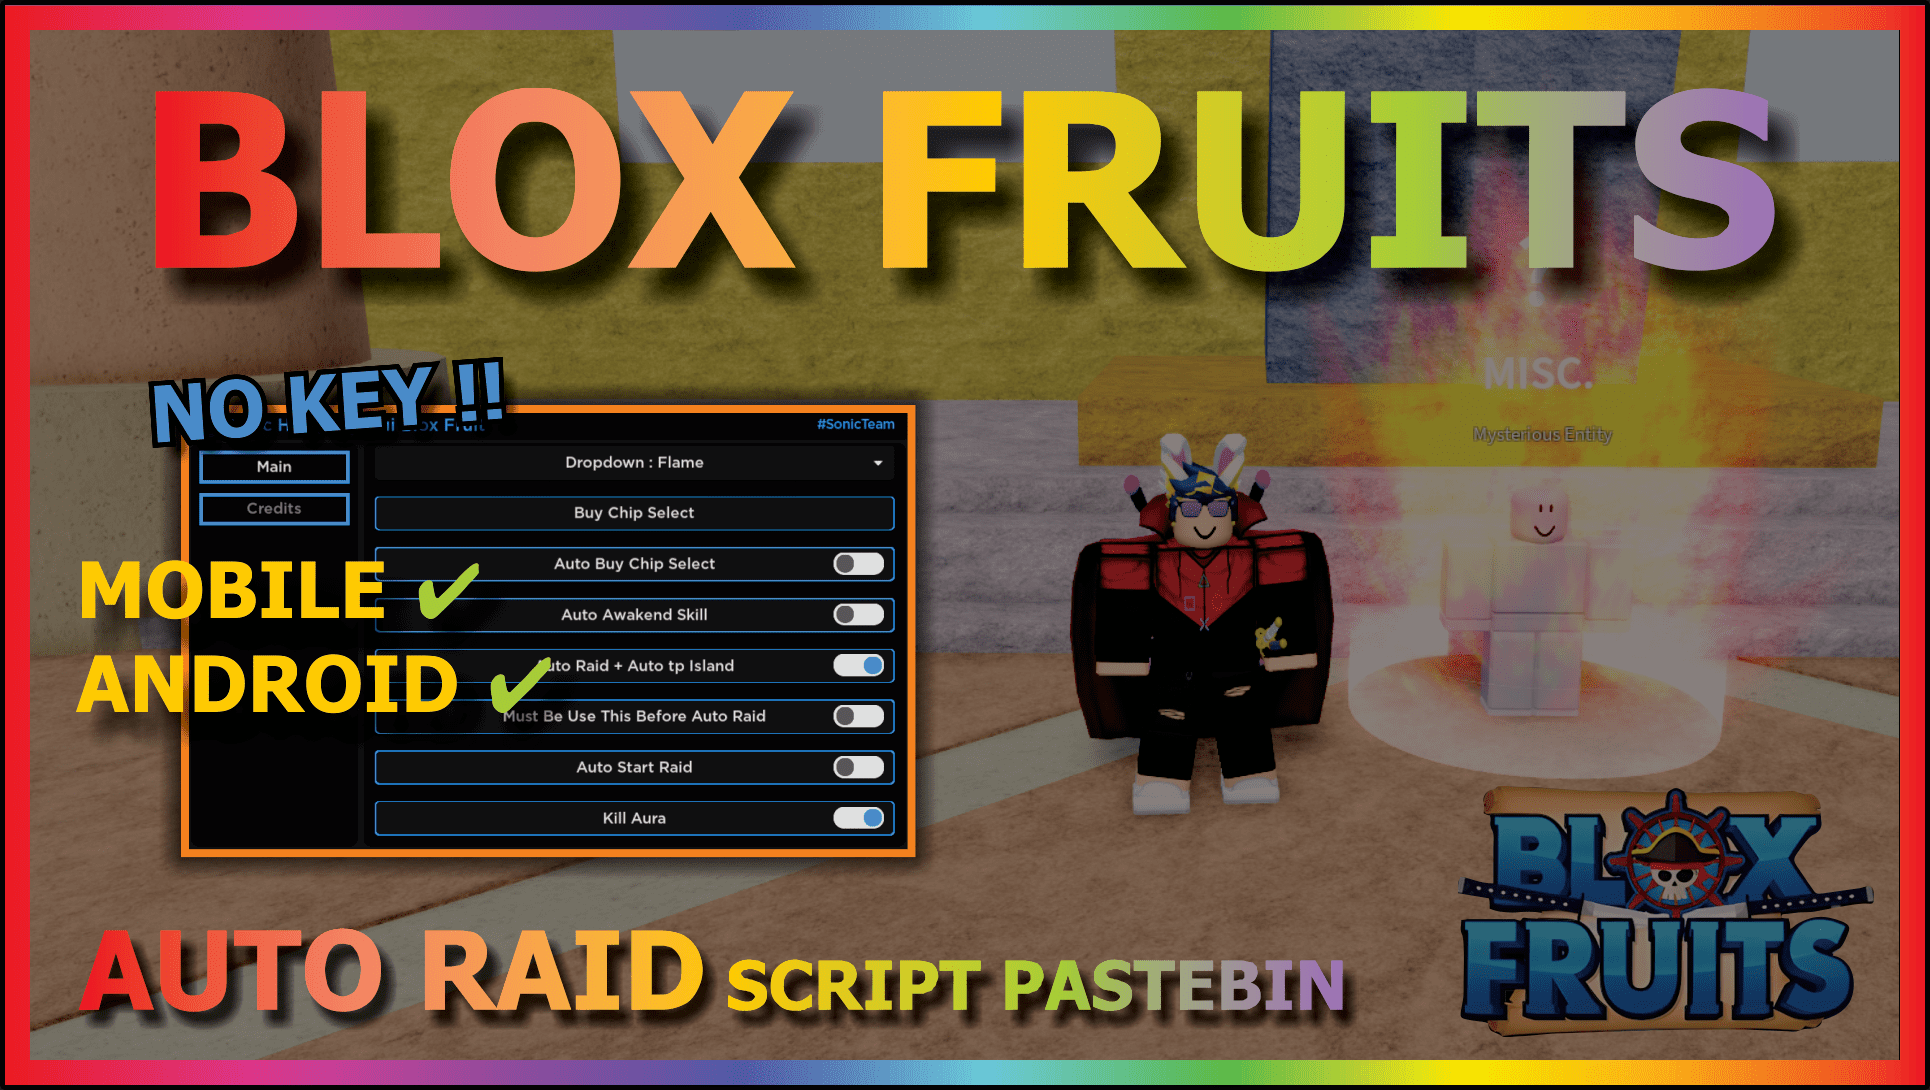 BLOX FRUITS
NO KEY !!
#SonicTeam
Main
Credits
Dropdown : Flame
Buy Chip Select
Auto Buy Chip Select
Auto Awakend Skill
Raid + Auto tp Island
Must Be Use This Before Auto Raid
Auto Start Raid
Kill Aura
MOBILE ✔
ANDROID ✔
?
MISC.
Mysterious Entity
AUTO RAID SCRIPT PASTEBIN
BLOX
FRUITS